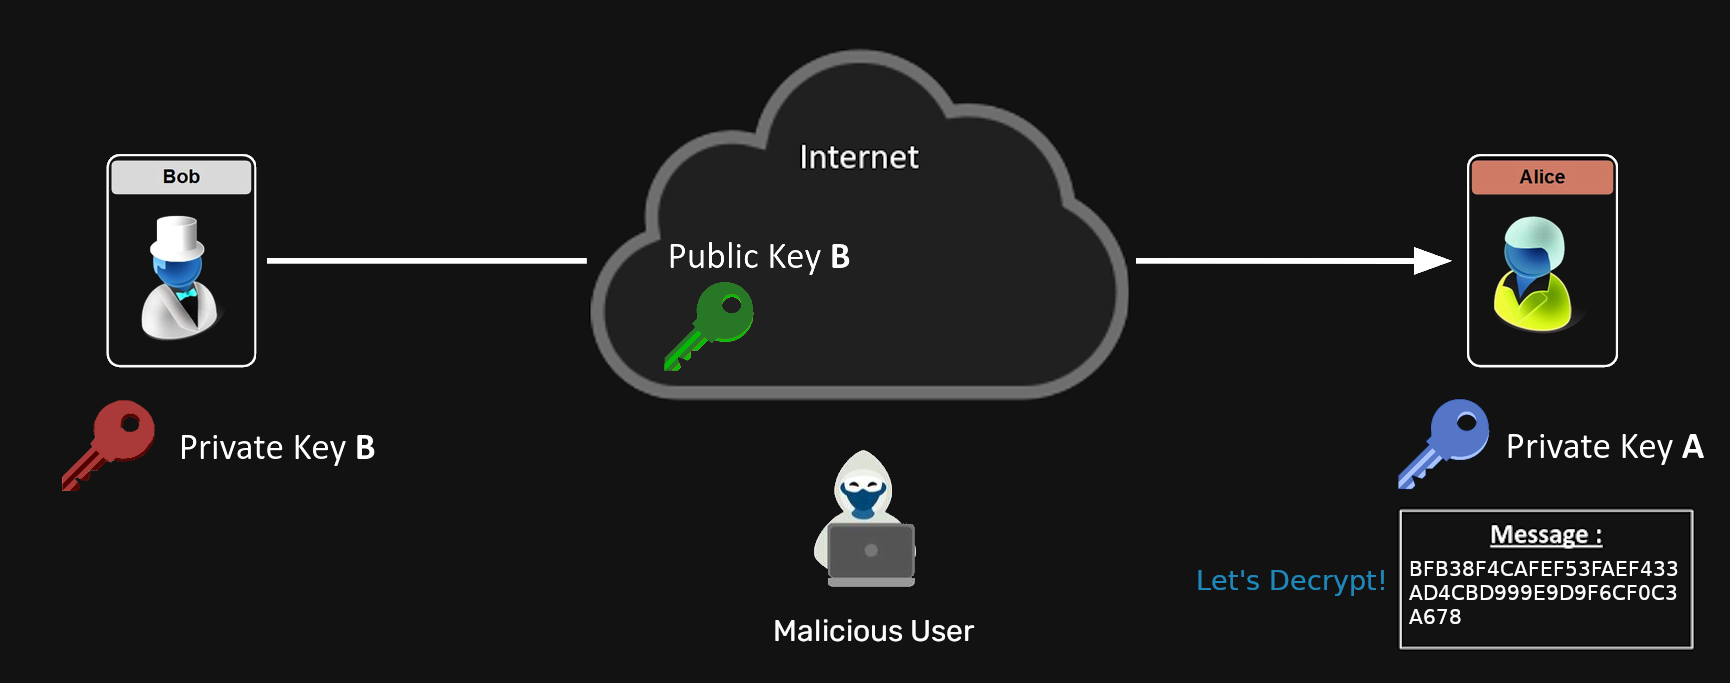 Internet
Bob
Alice
Public Key B
Private Key B
Private Key A
Message :
BFB38F4CAFEF53FAEF433
AD4CBD999E9D9F6CF0C3
A678
Let's Decrypt!
Malicious User